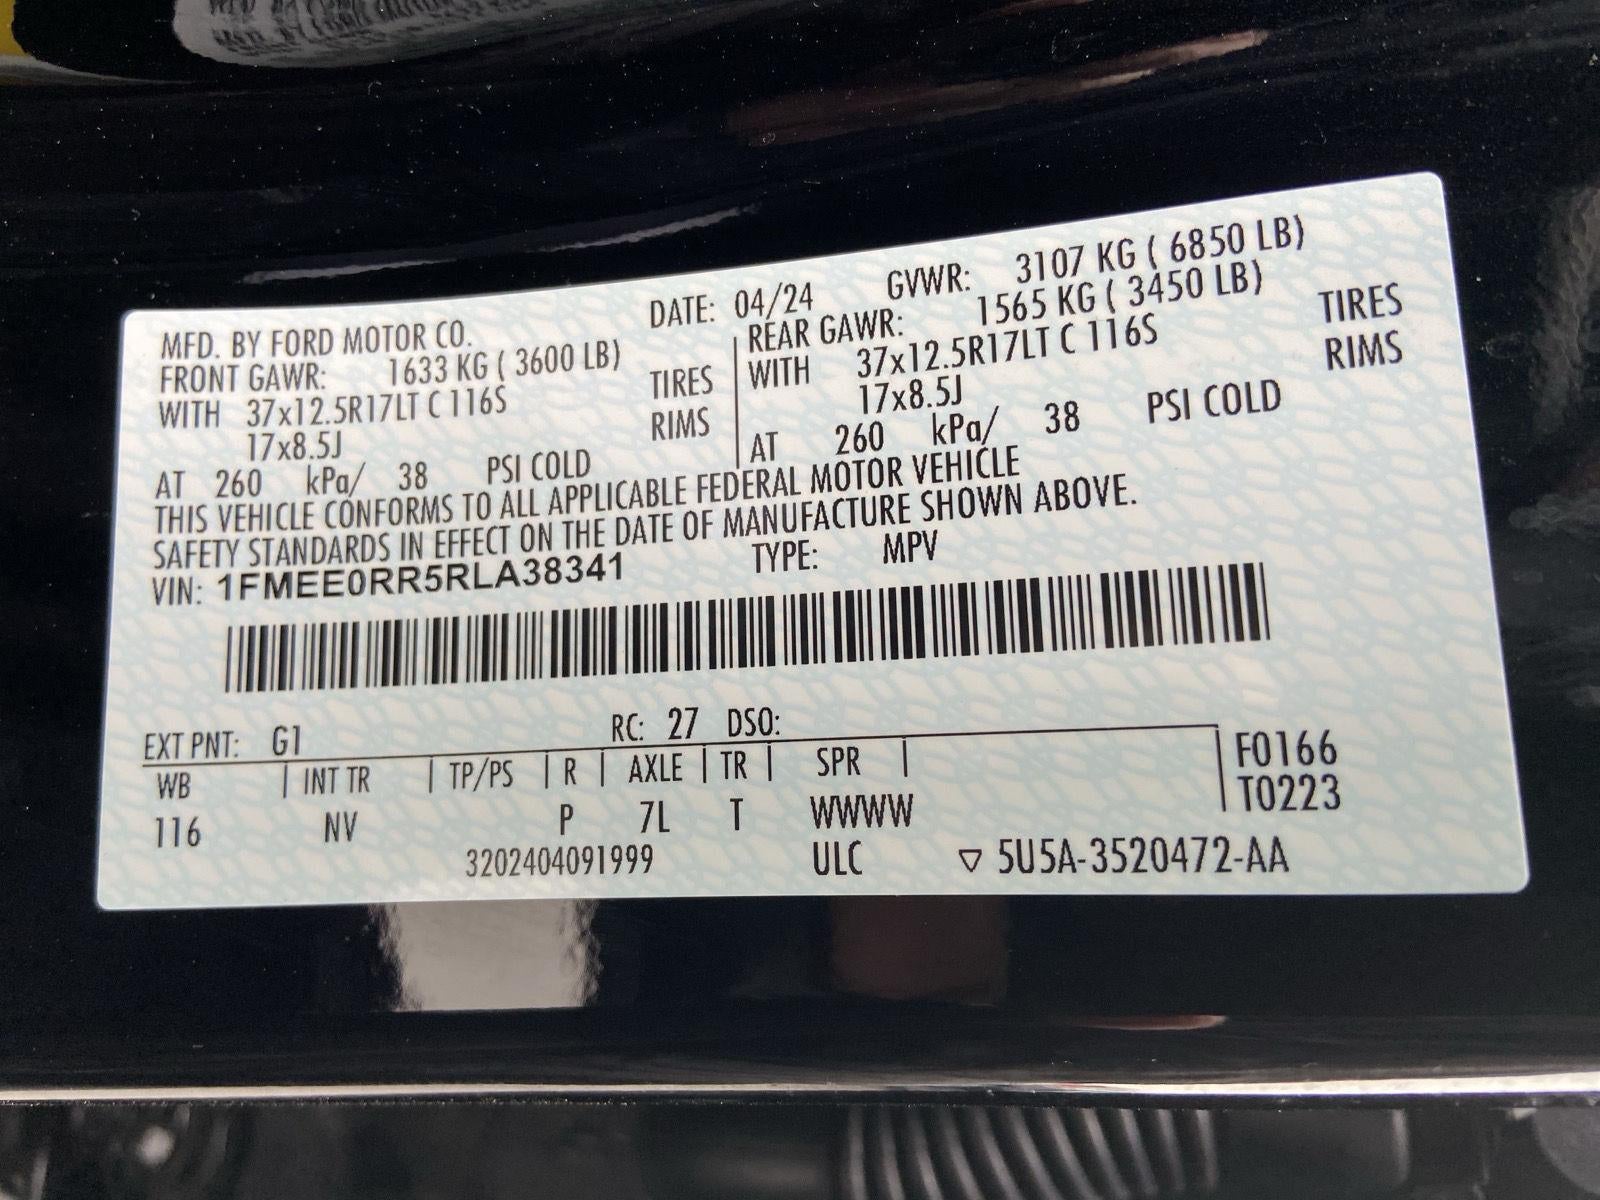 MFD. BY FORD MOTOR CO. DATE: 04/24 GVWR: 3107 KG ( 6850 LB)
FRONT GAWR: 1633 KG ( 3600 LB) REAR GAWR: 1565 KG ( 3450 LB)
WITH 37x12.5R17LT C 116S TIRES WITH 37x12.5R17LT C 116S TIRES
17x8.5J RIMS 17x8.5J RIMS
AT 260 kPa/ 38 PSI COLD AT 260 kPa/ 38 PSI COLD
THIS VEHICLE CONFORMS TO ALL APPLICABLE FEDERAL MOTOR VEHICLE
SAFETY STANDARDS IN EFFECT ON THE DATE OF MANUFACTURE SHOWN ABOVE.
VIN: 1FMEE0RR5RLA38341 TYPE: MPV
EXT PNT: G1 RC: 27 DSO:
WB | INT TR | TP/PS | R | AXLE | TR | SPR | F0166
116 NV P 7L T WWWW T0223
3202404091999 ULC ▽ 5U5A-3520472-AA